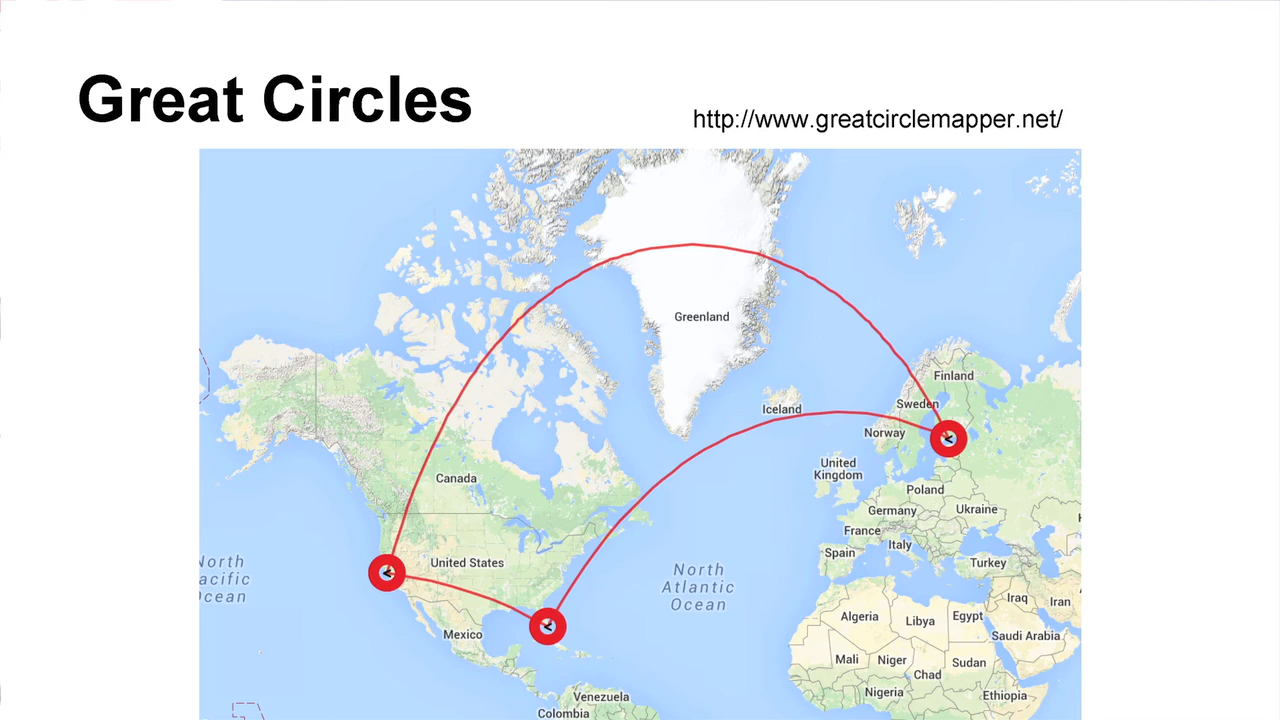 Great Circles
http://www.greatcirclemapper.net/
Greenland
Finland
Iceland
Sweden
Norway
United
Kingdom
Canada
Poland
Germany
Ukraine
France
Italy
Spain
Turkey
North
acific
cean
United States
North
Atlantic
Ocean
Iraq
Iran
Algeria
Libya
Egypt
Mexico
Saudi Arabia
Mali
Niger
Chad
Sudan
Nigeria
Ethiopia
Venezuela
Colombia